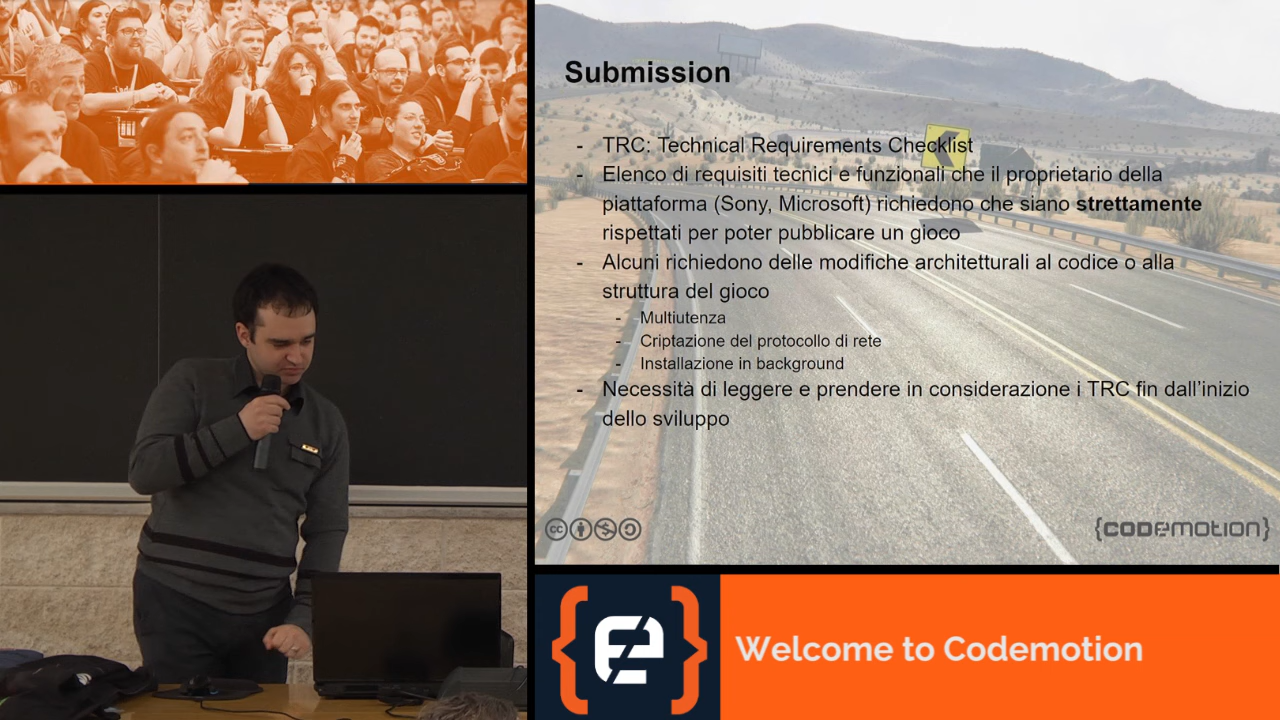 Submission
- TRC: Technical Requirements Checklist
- Elenco di requisiti tecnici e funzionali che il proprietario della
piattaforma (Sony, Microsoft) richiedono che siano strettamente
rispettati per poter pubblicare un gioco
- Alcuni richiedono delle modifiche architetturali al codice o alla
struttura del gioco
- Multiutenza
- Criptazione del protocollo di rete
- Installazione in background
- Necessità di leggere e prendere in considerazione i TRC fin dall'inizio
dello sviluppo
cc
{CODEMOTION}
Welcome to Codemotion